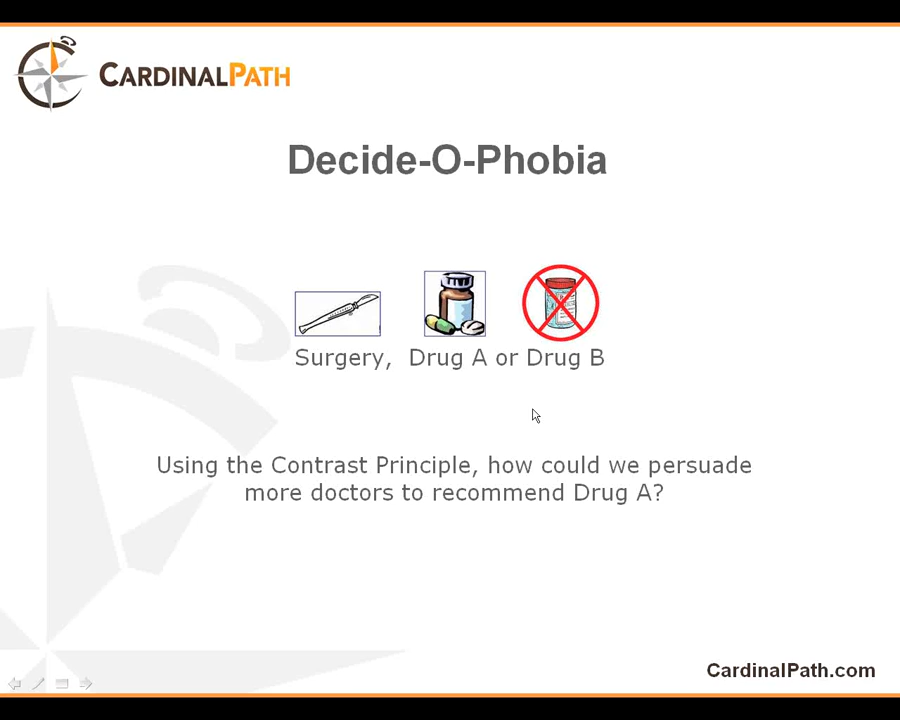 CARDINALPATH
Decide-O-Phobia
Surgery, Drug A or Drug B
Using the Contrast Principle, how could we persuade
more doctors to recommend Drug A?
CardinalPath.com